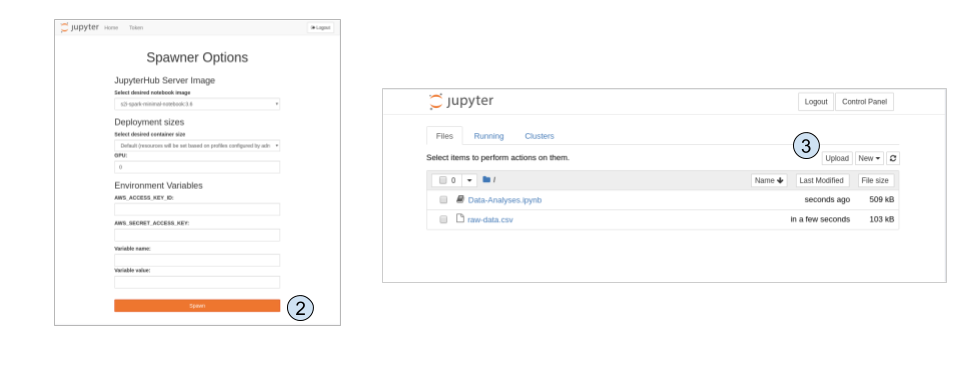 jupyter Home Token Logout
Spawner Options
JupyterHub Server Image
Select desired notebook image
s2i-spark-minimal-notebook:3.6
Deployment sizes
Select desired container size
Default (resources will be set based on profiles configured by adn
GPU:
0
Environment Variables
AWS_ACCESS_KEY_ID:
AWS_SECRET_ACCESS_KEY:
Variable name:
Variable value:
Spawn
2
jupyter Logout Control Panel
Files Running Clusters
3
Select items to perform actions on them. Upload New
0 / Name Last Modified File size
Data-Analyses.ipynb seconds ago 509 kB
raw-data.csv in a few seconds 103 kB